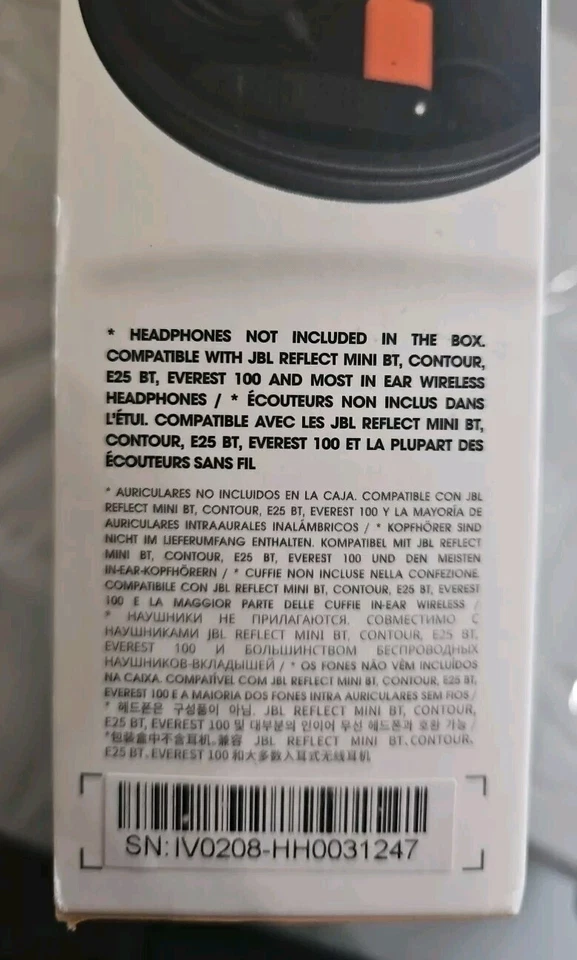 * HEADPHONES NOT INCLUDED IN THE BOX.
COMPATIBLE WITH JBL REFLECT MINI BT, CONTOUR,
E25 BT, EVEREST 100 AND MOST IN EAR WIRELESS
HEADPHONES / * ÉCOUTEURS NON INCLUS DANS
L'ÉTUI. COMPATIBLE AVEC LES JBL REFLECT MINI BT,
CONTOUR, E25 BT, EVEREST 100 ET LA PLUPART DES
ÉCOUTEURS SANS FIL
* AURICULARES NO INCLUIDOS EN LA CAJA. COMPATIBLE CON JBL
REFLECT MINI BT, CONTOUR, E25 BT, EVEREST 100 Y LA MAYORÍA DE
AURICULARES INTRAAURALES INALÁMBRICOS / * KOPFHÖRER SIND
NICHT IM LIEFERUMFANG ENTHALTEN. KOMPATIBEL MIT JBL REFLECT
MINI BT, CONTOUR, E25 BT, EVEREST 100 UND DEN MEISTEN
IN-EAR-KOPFHÖRERN / * CUFFIE NON INCLUSE NELLA CONFEZIONE.
COMPATIBILE CON JBL REFLECT MINI BT, CONTOUR, E25 BT, EVEREST
100 E LA MAGGIOR PARTE DELLE CUFFIE IN-EAR WIRELESS /
* НАУШНИКИ НЕ ПРИЛАГАЮТСЯ. СОВМЕСТИМО С
НАУШНИКАМИ JBL REFLECT MINI BT, CONTOUR, E25 BT,
EVEREST 100 И БОЛЬШИНСТВОМ БЕСПРОВОДНЫХ
НАУШНИКОВ-ВКЛАДЫШЕЙ / * OS FONES NÃO VÊM INCLUÍDOS
NA CAIXA. COMPATÍVEL COM JBL REFLECT MINI BT, CONTOUR, E25 BT,
EVEREST 100 E A MAIORIA DOS FONES INTRA AURICULARES SEM FIOS /
* 헤드폰은 구성품이 아님. JBL REFLECT MINI BT, CONTOUR,
E25 BT, EVEREST 100 및 대부분의 인이어 무선 헤드폰과 호환 가능 /
*包装盒中不含耳机.兼容 JBL REFLECT MINI BT, CONTOUR,
E25 BT, EVEREST 100 和大多数入耳式无线耳机
SN:IV0208-HH0031247